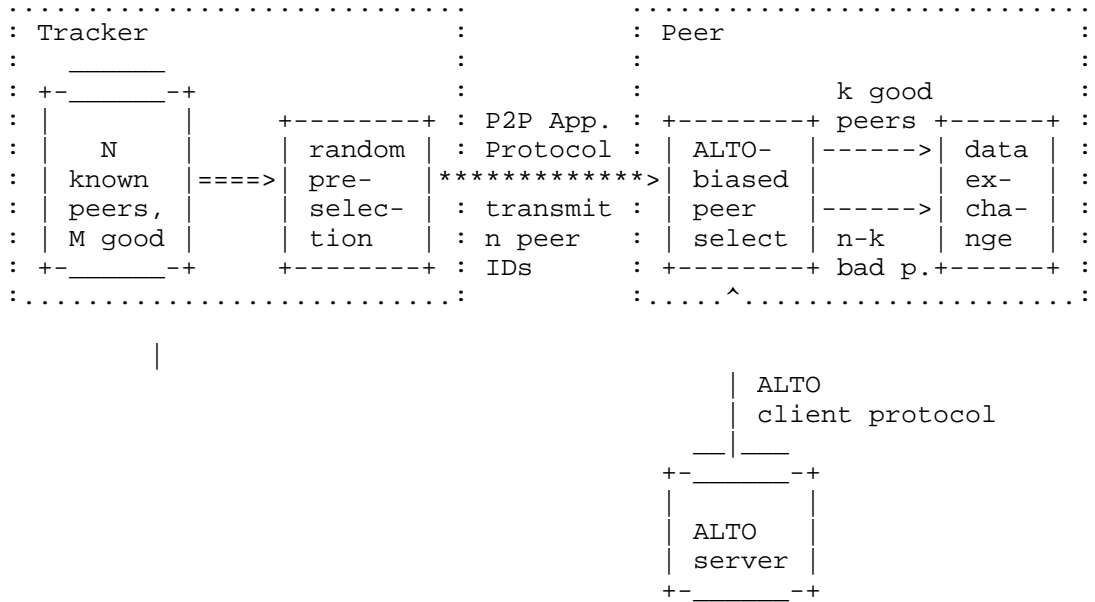 Tracker Peer
k good
P2P App. peers
N random Protocol ALTO- data
known pre- biased ex-
peers, selec- transmit peer cha-
M good tion n peer select n-k nge
IDs bad p.
ALTO
client protocol
ALTO
server